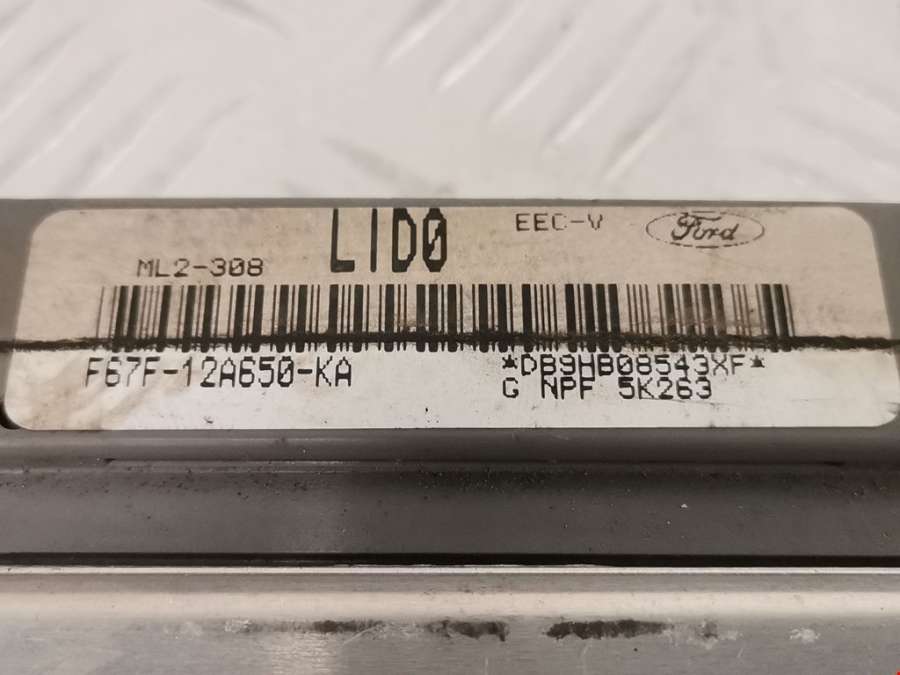 LID0
EEC-V
Ford
ML2-308
F67F-12A650-KA
*DB9HB08543XF*
G NPF 5K263